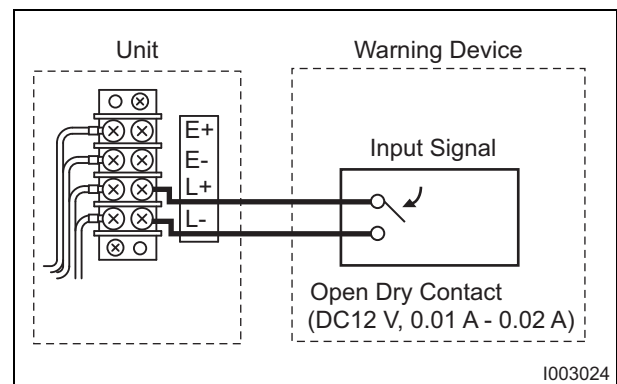 Unit
Warning Device
E+
E-
L+
L-
Input Signal
Open Dry Contact
(DC12 V, 0.01 A - 0.02 A)
I003024